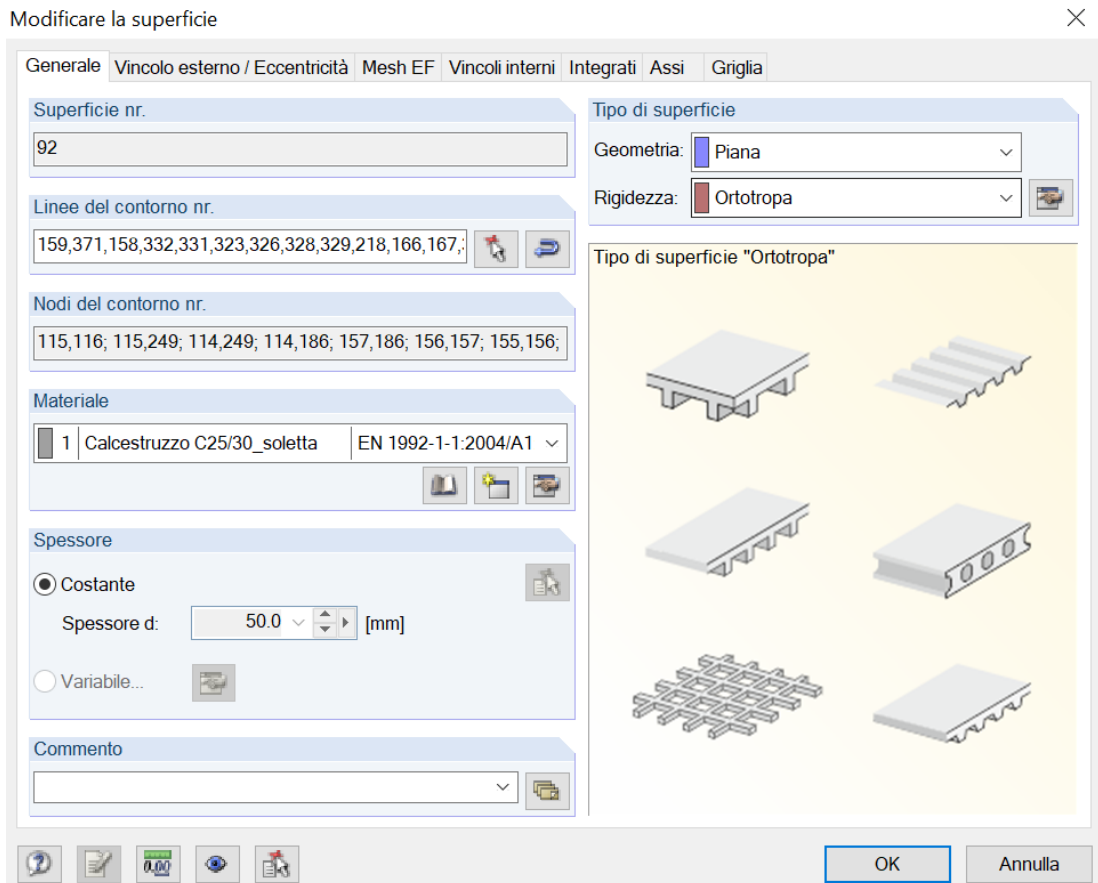 Modificare la superficie
Generale Vincolo esterno / Eccentricità Mesh EF Vincoli interni Integrati Assi Griglia
Superficie nr.
92
Linee del contorno nr.
159,371,158,332,331,323,326,328,329,218,166,167,
Nodi del contorno nr.
115,116; 115,249; 114,249; 114,186; 157,186; 156,157; 155,156;
Materiale
1 Calcestruzzo C25/30_soletta EN 1992-1-1:2004/A1
Spessore
Costante
Spessore d: 50.0 [mm]
Variabile...
Commento
Tipo di superficie
Geometria: Piana
Rigidezza: Ortotropa
Tipo di superficie "Ortotropa"
0.00
OK Annulla